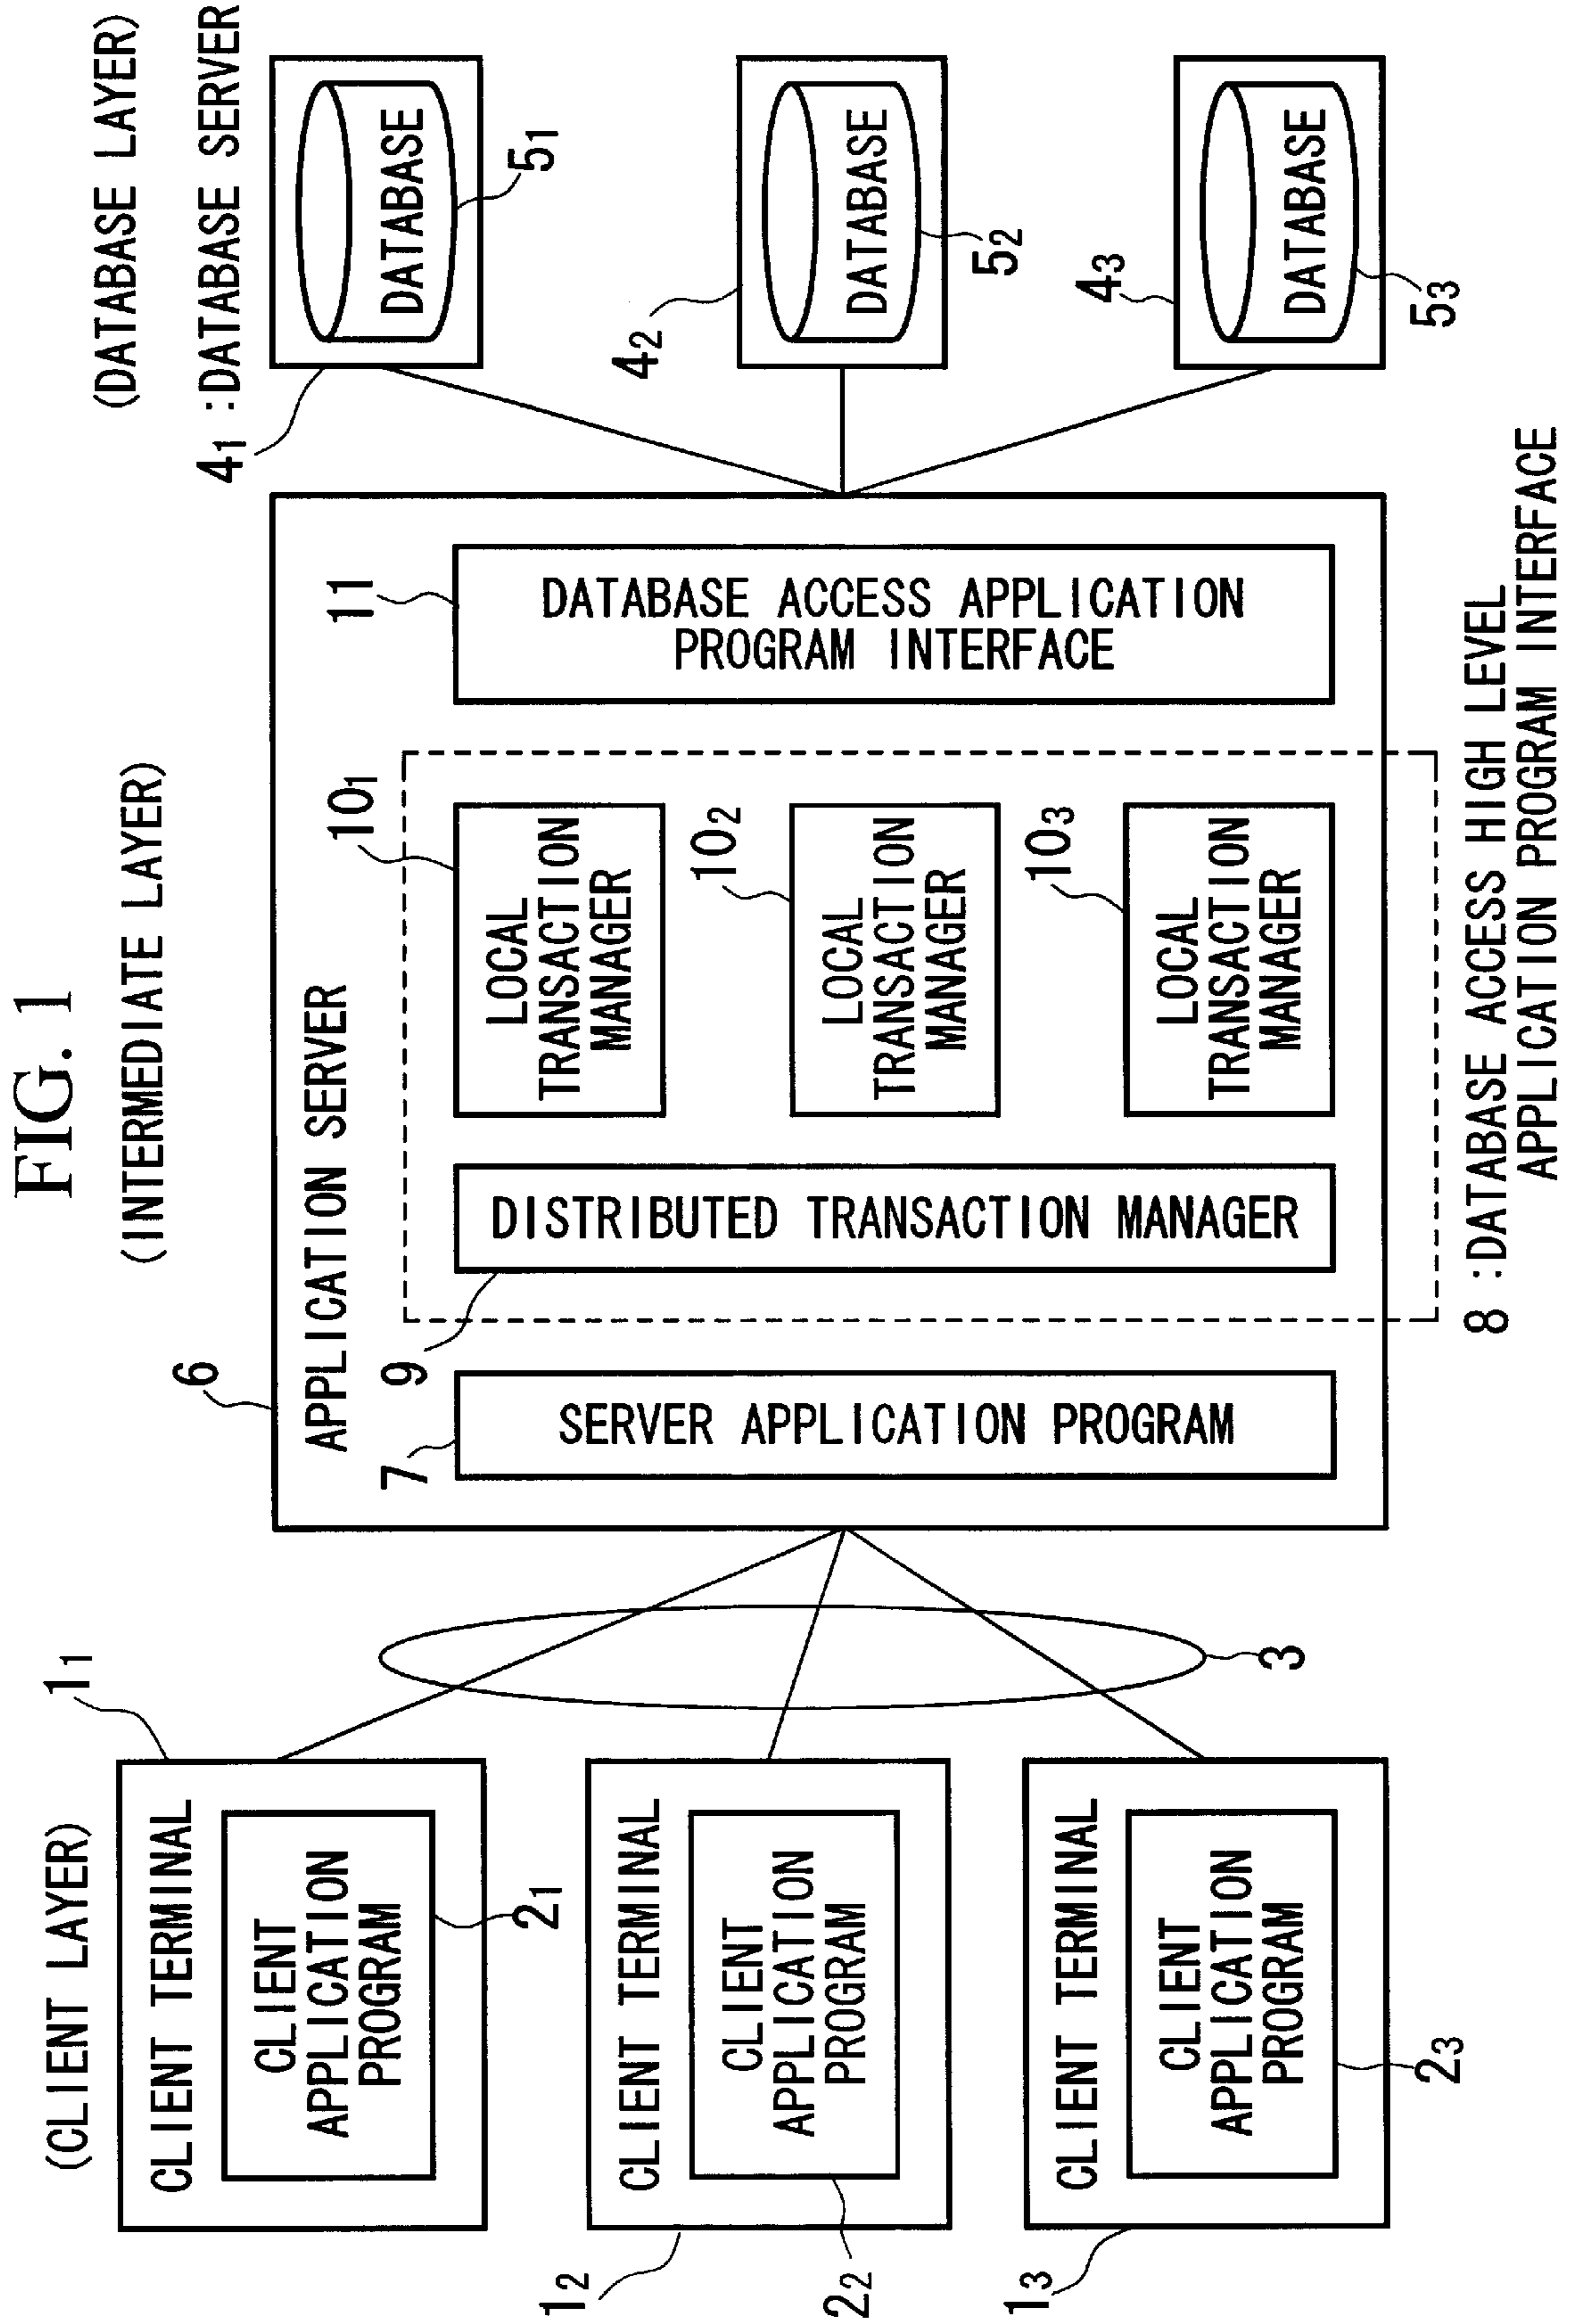 FIG. 1
(CLIENT LAYER)
(INTERMEDIATE LAYER)
(DATABASE LAYER)
1₁
CLIENT TERMINAL
CLIENT
APPLICATION
PROGRAM
2₁
1₂
CLIENT TERMINAL
CLIENT
APPLICATION
PROGRAM
2₂
1₃
CLIENT TERMINAL
CLIENT
APPLICATION
PROGRAM
2₃
3
6
APPLICATION SERVER
7
SERVER APPLICATION PROGRAM
9
DISTRIBUTED TRANSACTION MANAGER
10₁
LOCAL
TRANSACTION
MANAGER
10₂
LOCAL
TRANSACTION
MANAGER
10₃
LOCAL
TRANSACTION
MANAGER
11
DATABASE ACCESS APPLICATION
PROGRAM INTERFACE
8 :DATABASE ACCESS HIGH LEVEL
APPLICATION PROGRAM INTERFACE
4₁ :DATABASE SERVER
DATABASE
5₁
4₂
DATABASE
5₂
4₃
DATABASE
5₃